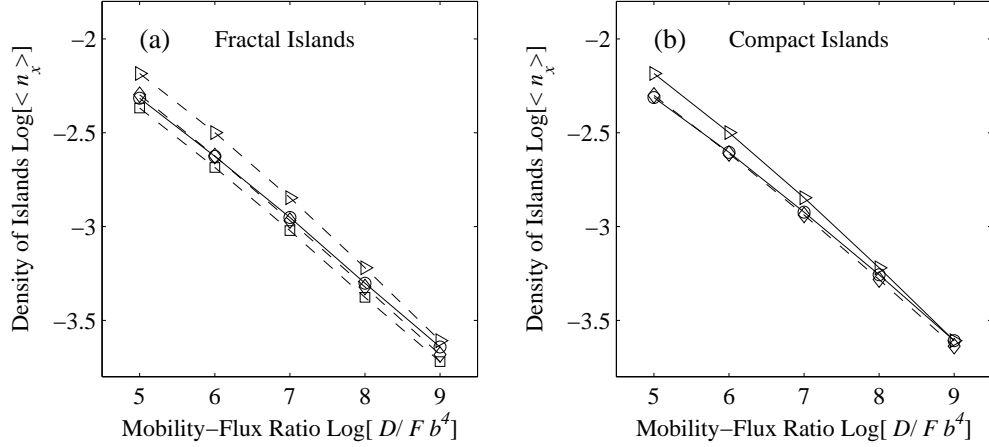 (a) Fractal Islands
−2
−2.5
−3
−3.5
Density of Islands Log[< n_x >]
5 6 7 8 9
Mobility−Flux Ratio Log[ D/ F b^4]
(b) Compact Islands
−2
−2.5
−3
−3.5
Density of Islands Log[< n_x >]
5 6 7 8 9
Mobility−Flux Ratio Log[ D/ F b^4]